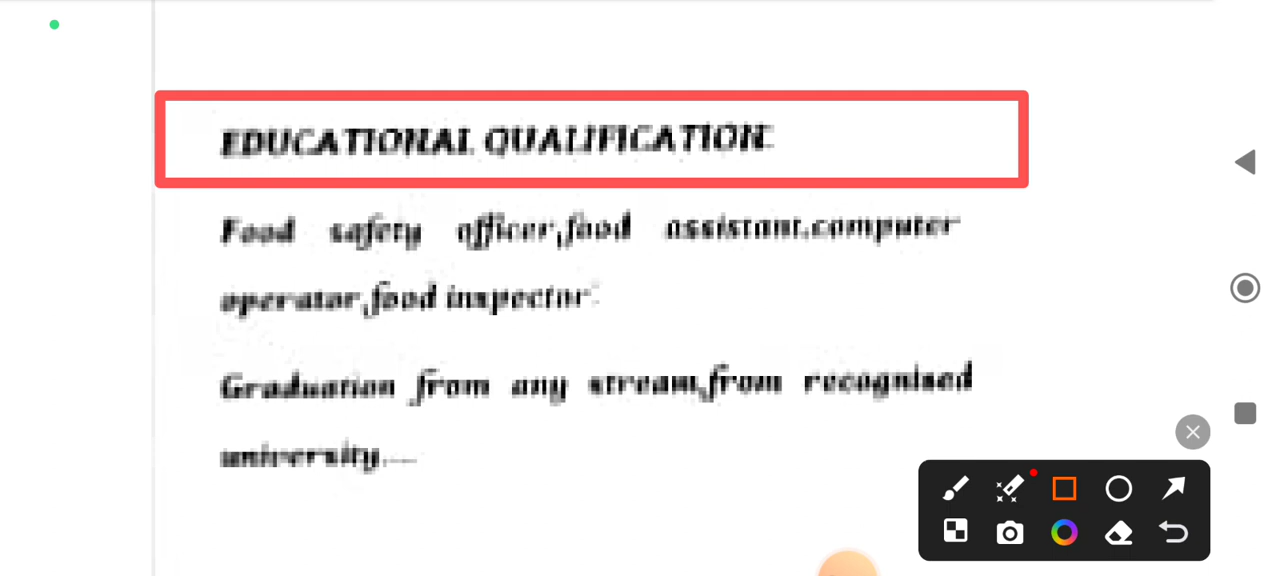 EDUCATIONAL QUALIFICATION:
Food safety officer,food assistant,computer
operator,food inspector:
Graduation from any stream,from recognised
university....